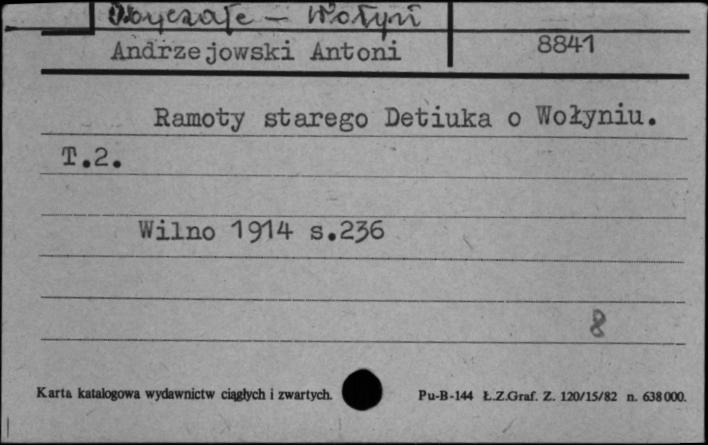 Obyczaje - Wołyń
Andrzejowski Antoni 8841
Ramoty starego Detiuka o Wołyniu.
T.2.
Wilno 1914 s.236
8
Karta katalogowa wydawnictw ciągłych i zwartych. Pu-B-144 Ł.Z.Graf. Z. 120/15/82 n. 638000.